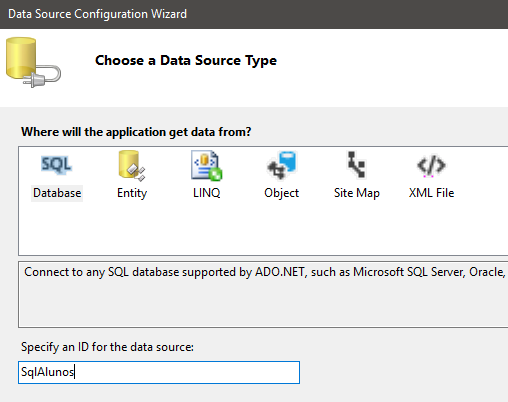 Data Source Configuration Wizard
Choose a Data Source Type
Where will the application get data from?
SQL
Database Entity LINQ Object Site Map XML File
Connect to any SQL database supported by ADO.NET, such as Microsoft SQL Server, Oracle,
Specify an ID for the data source:
SqlAlunos